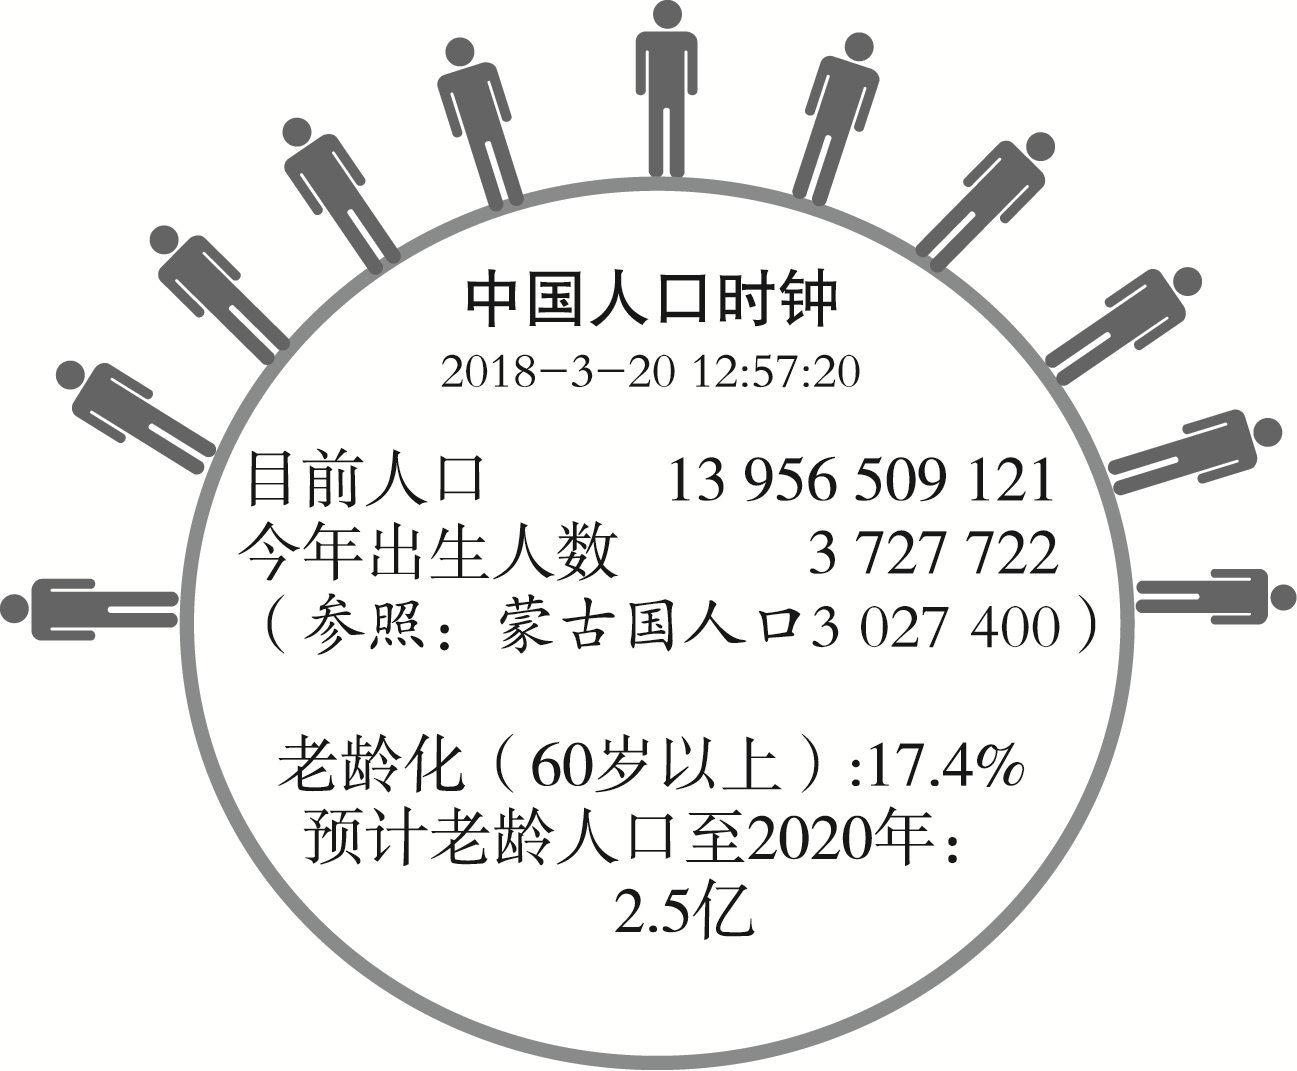 中国人口时钟
2018-3-20 12:57:20
目前人口 13 956 509 121
今年出生人数 3 727 722
（参照：蒙古国人口3 027 400）
老龄化（60岁以上）:17.4%
预计老龄人口至2020年：
2.5亿